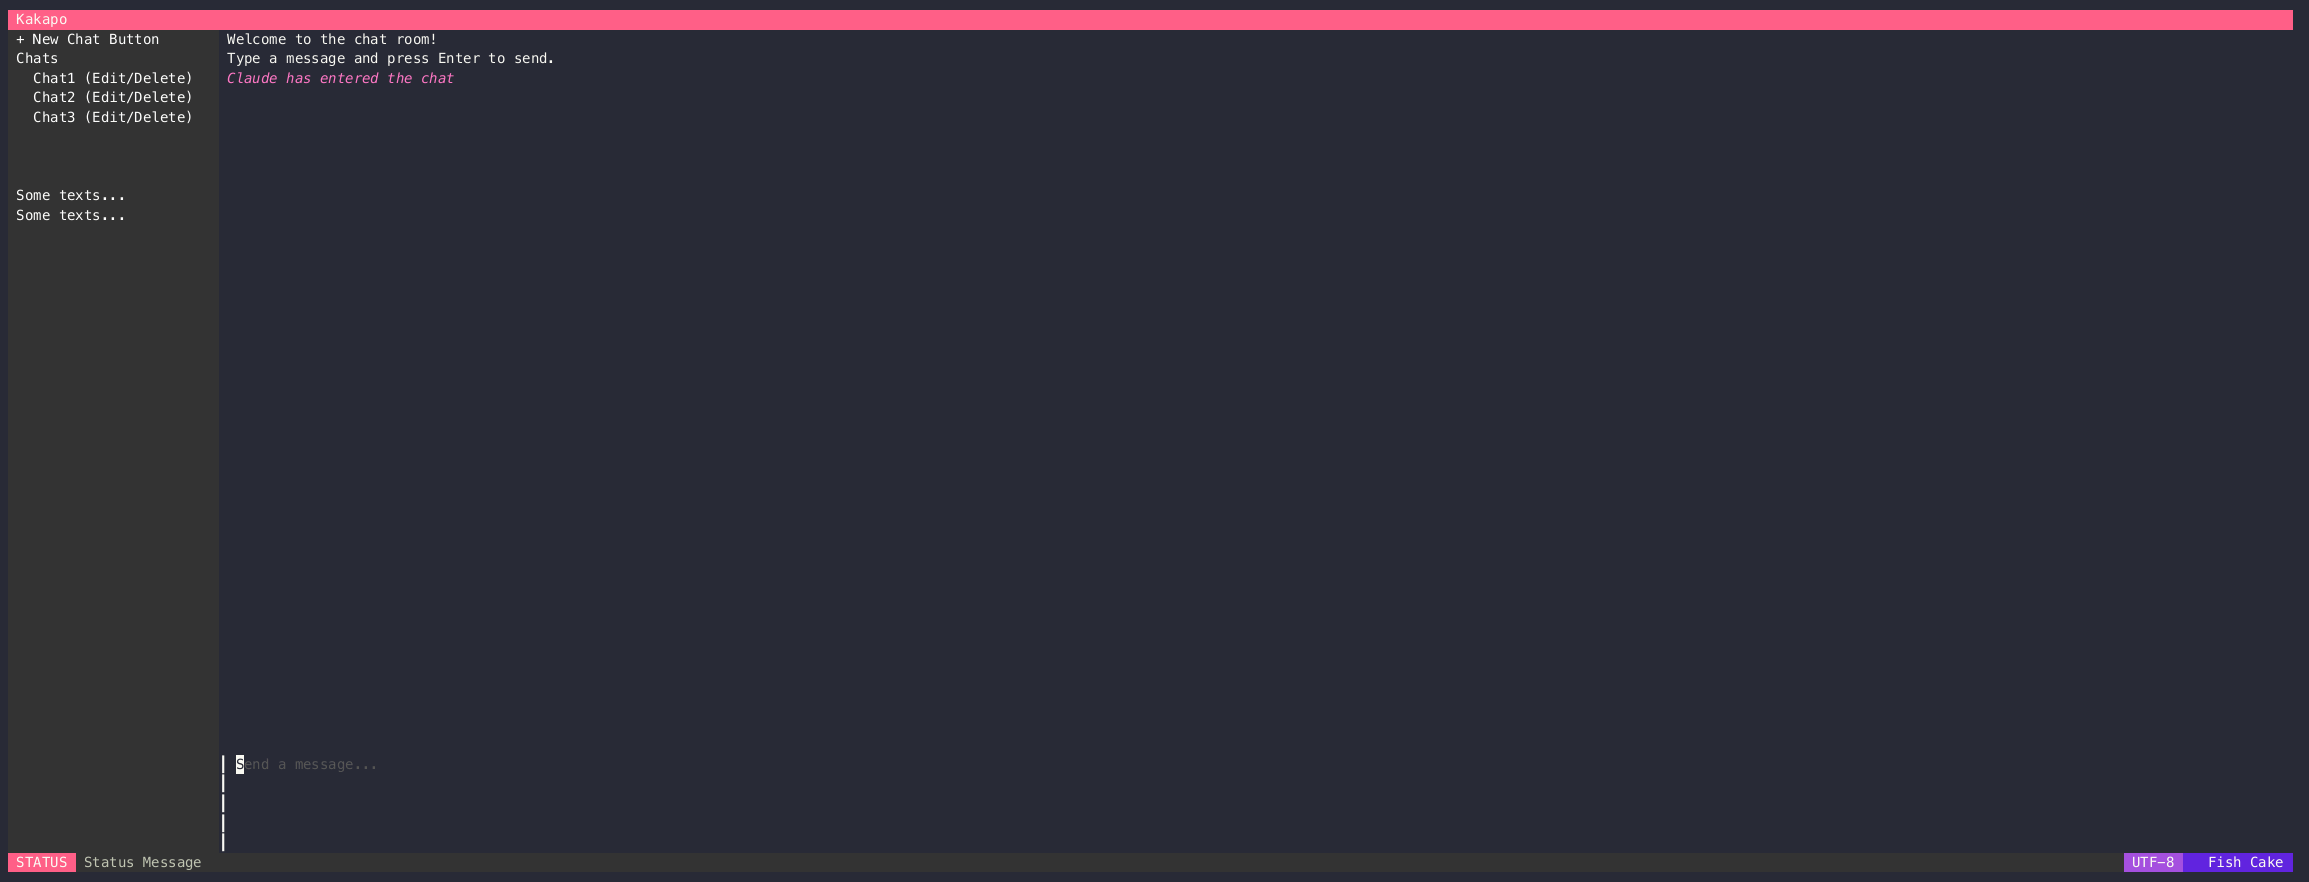 Kakapo
+ New Chat Button
Chats
Chat1 (Edit/Delete)
Chat2 (Edit/Delete)
Chat3 (Edit/Delete)
Some texts...
Some texts...
Welcome to the chat room!
Type a message and press Enter to send.
Claude has entered the chat
Send a message...
STATUS Status Message
UTF-8 Fish Cake